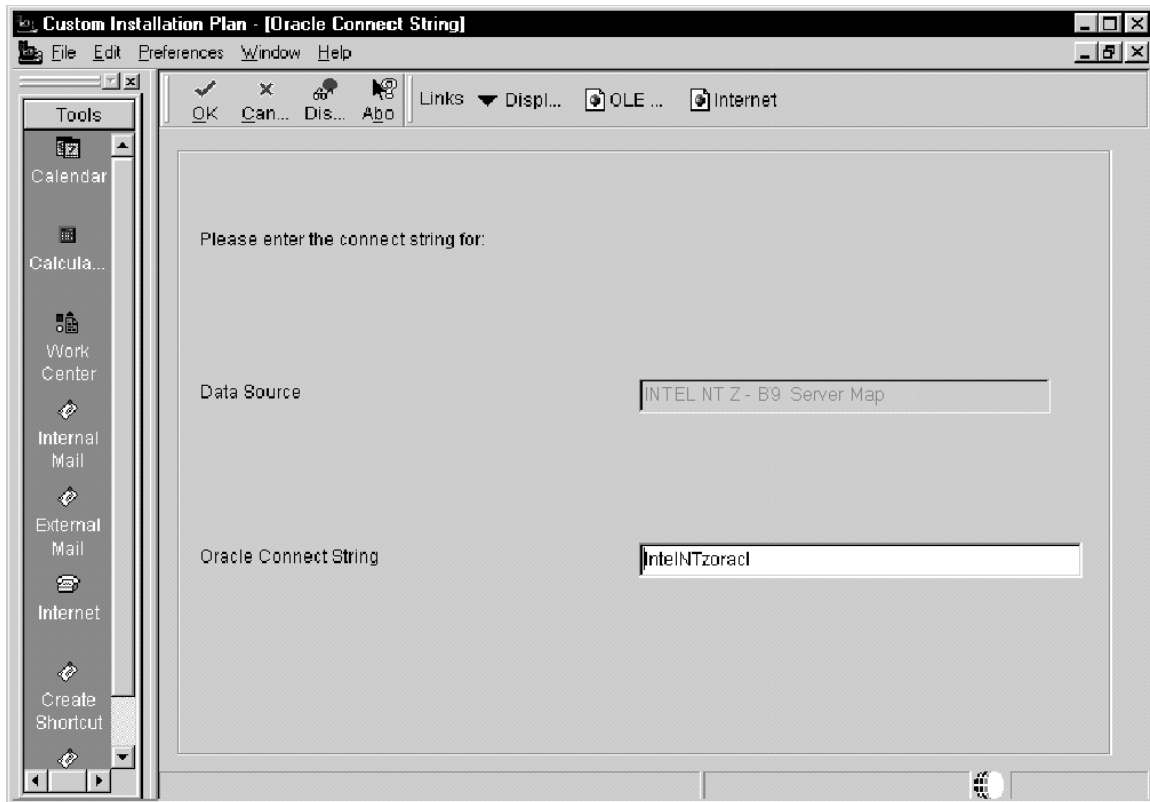 Custom Installation Plan - [Oracle Connect String]
File Edit Preferences Window Help
Tools
OK Can... Dis... Abo Links Displ... OLE ... Internet
Calendar
Calcula...
Work
Center
Internal
Mail
External
Mail
Internet
Create
Shortcut
Please enter the connect string for:
Data Source INTEL NT Z - B9 Server Map
Oracle Connect String IntelNTzoracl